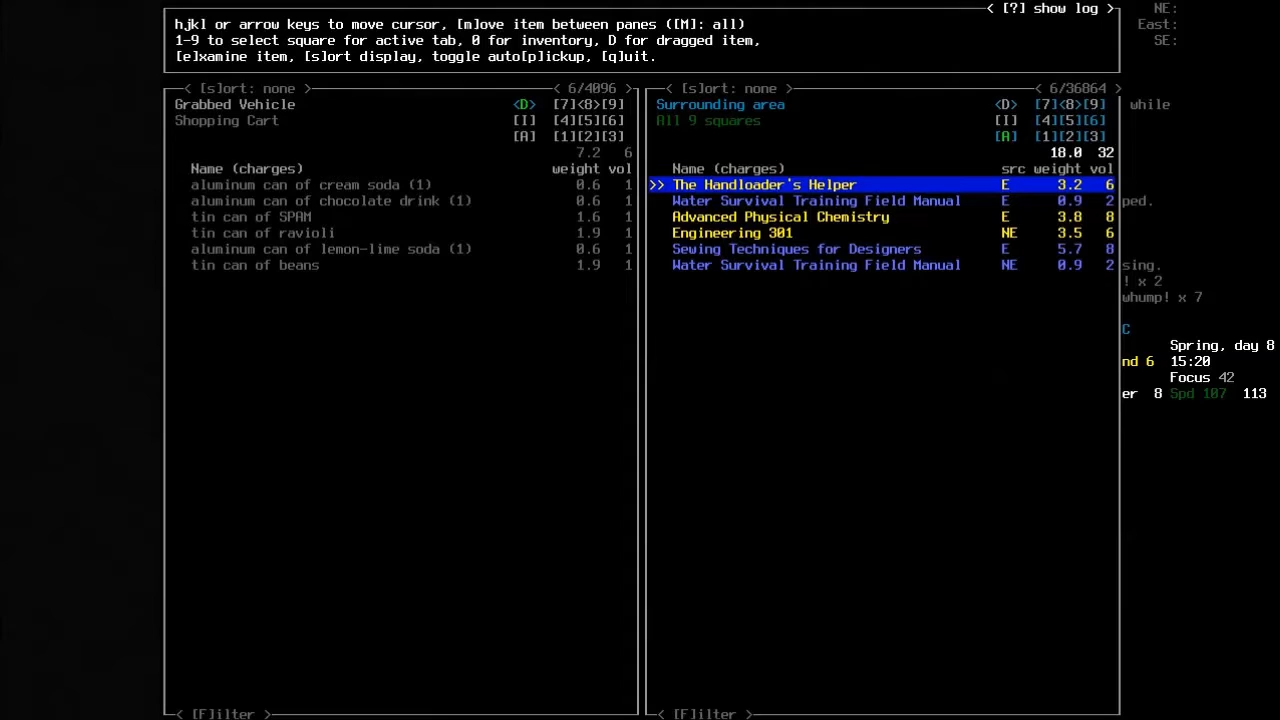 < [?] show log >
NE:
hjkl or arrow keys to move cursor, [m]ove item between panes ([M]: all)
East:
1-9 to select square for active tab, 0 for inventory, D for dragged item,
SE:
[e]xamine item, [s]ort display, toggle auto[p]ickup, [q]uit.
< [s]ort: none > < 6/4096 >
Grabbed Vehicle <D> [7]<8>[9]
Shopping Cart [I] [4][5][6]
[A] [1][2][3]
7.2 6
Name (charges) weight vol
aluminum can of cream soda (1) 0.6 1
aluminum can of chocolate drink (1) 0.6 1
tin can of SPAM 1.6 1
tin can of ravioli 1.9 1
aluminum can of lemon-lime soda (1) 0.6 1
tin can of beans 1.9 1
< [F]ilter >
< [s]ort: none > < 6/36864 >
Surrounding area <D> [7]<8>[9]
All 9 squares [I] [4][5][6]
[A] [1][2][3]
18.0 32
Name (charges) src weight vol
>> The Handloader's Helper E 3.2 6
Water Survival Training Field Manual E 0.9 2
Advanced Physical Chemistry E 3.8 8
Engineering 301 NE 3.5 6
Sewing Techniques for Designers E 5.7 8
Water Survival Training Field Manual NE 0.9 2
< [F]ilter >
while
ped.
sing.
! x 2
whump! x 7
C
Spring, day 8
nd 6 15:20
Focus 42
er 8 Spd 107 113